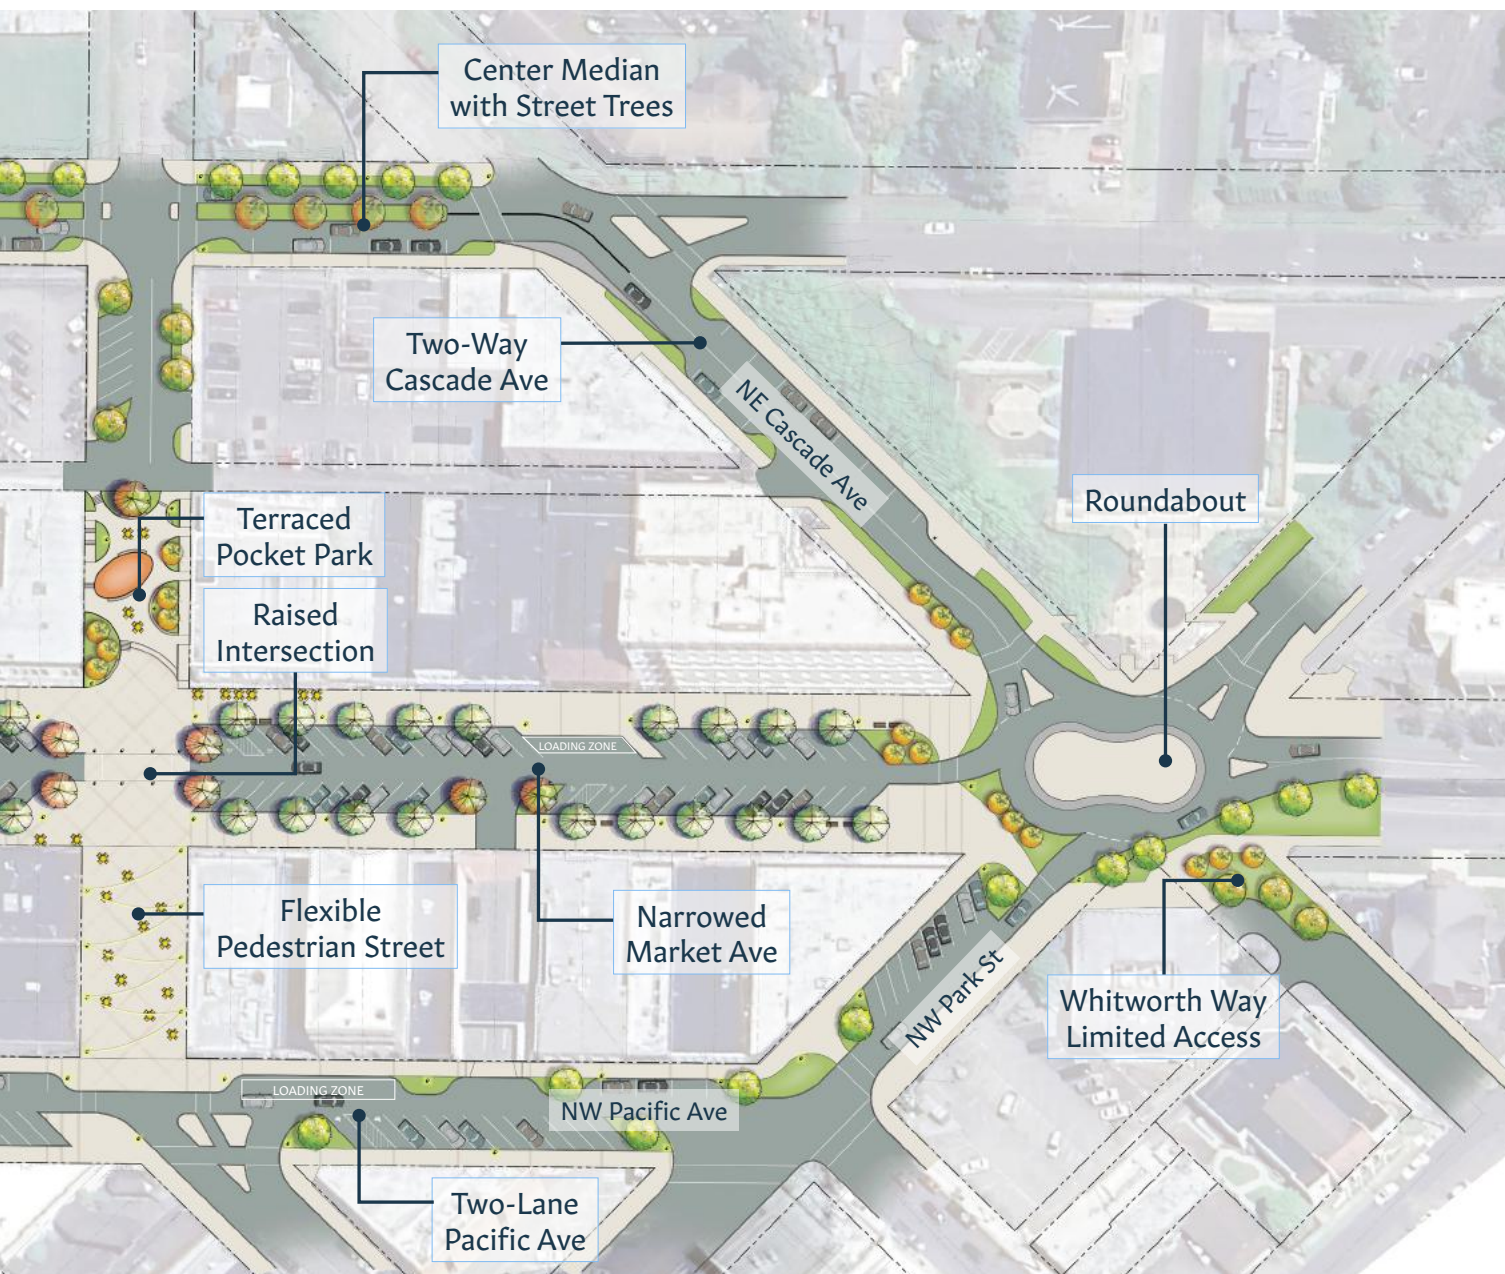 Center Median
with Street Trees
Two-Way
Cascade Ave
NE Cascade Ave
Roundabout
Terraced
Pocket Park
Raised
Intersection
LOADING ZONE
Flexible
Pedestrian Street
Narrowed
Market Ave
NW Park St
Whitworth Way
Limited Access
LOADING ZONE
NW Pacific Ave
Two-Lane
Pacific Ave